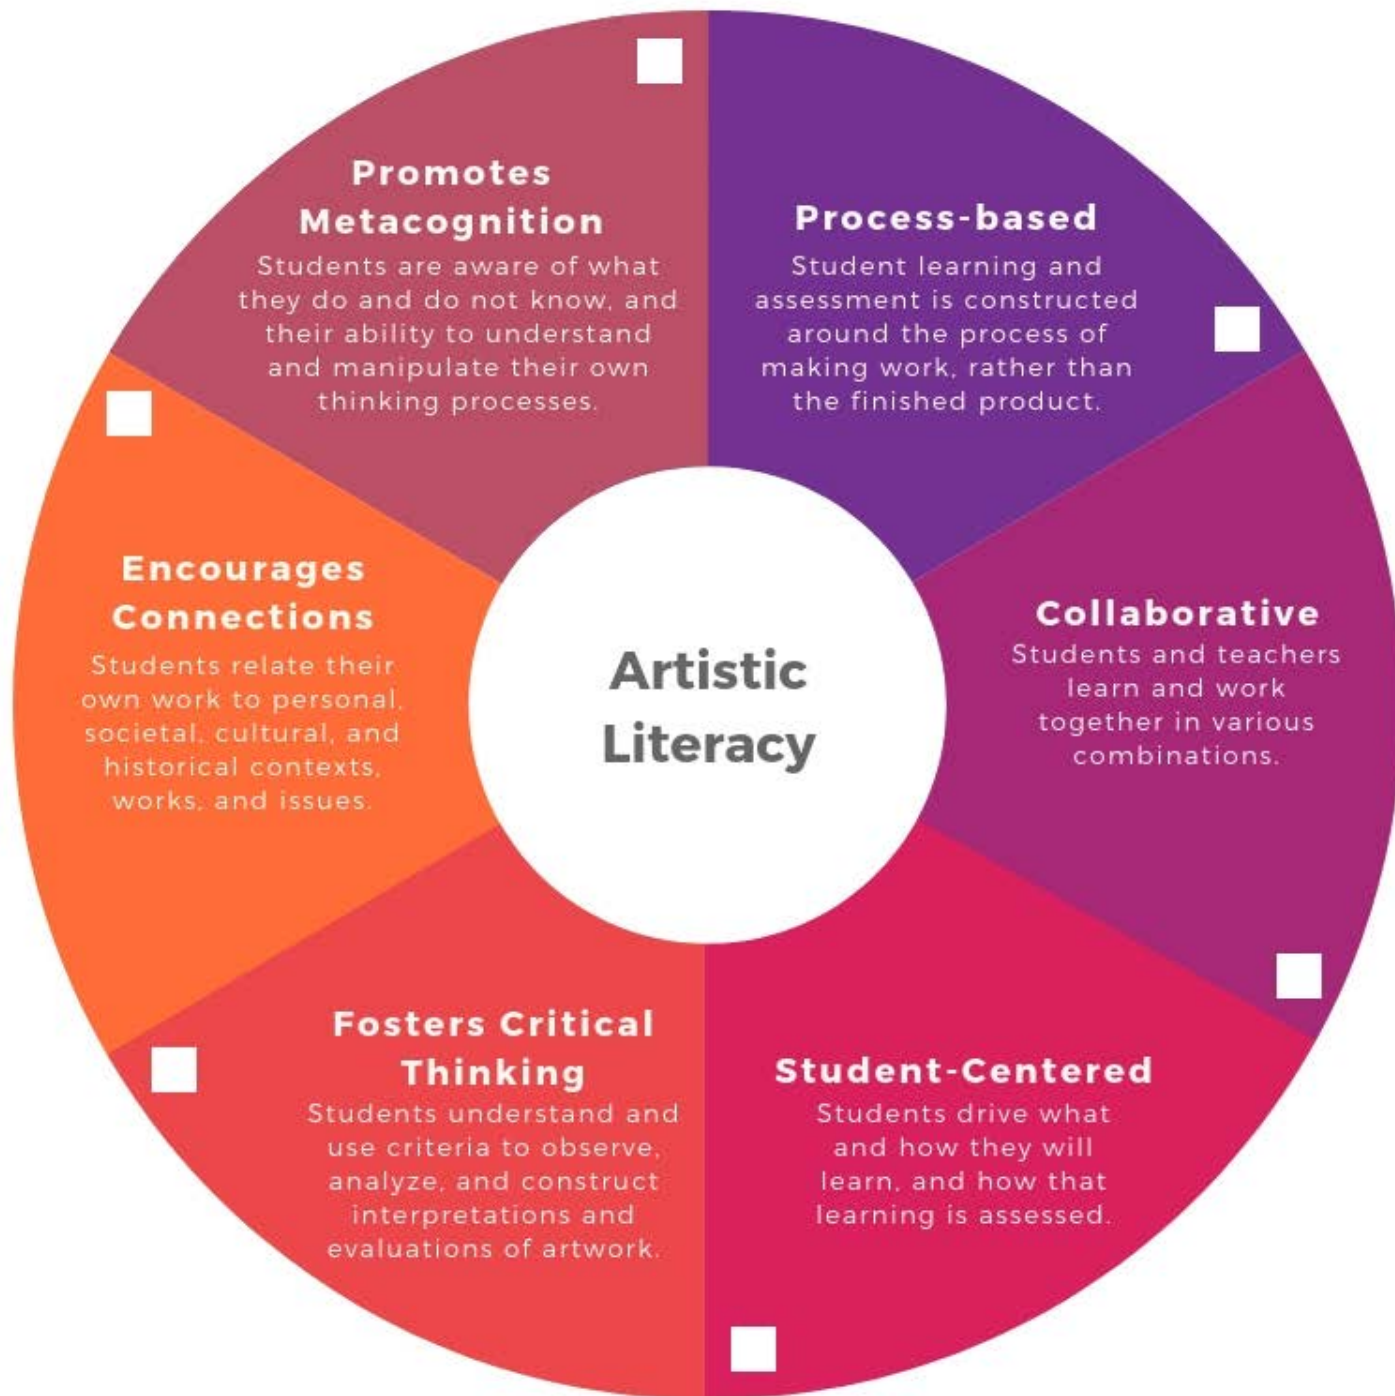 Promotes
Metacognition
Students are aware of what
they do and do not know, and
their ability to understand
and manipulate their own
thinking processes.
Process-based
Student learning and
assessment is constructed
around the process of
making work, rather than
the finished product.
Encourages
Connections
Students relate their
own work to personal,
societal, cultural, and
historical contexts,
works, and issues.
Artistic
Literacy
Collaborative
Students and teachers
learn and work
together in various
combinations.
Fosters Critical
Thinking
Students understand and
use criteria to observe,
analyze, and construct
interpretations and
evaluations of artwork.
Student-Centered
Students drive what
and how they will
learn, and how that
learning is assessed.